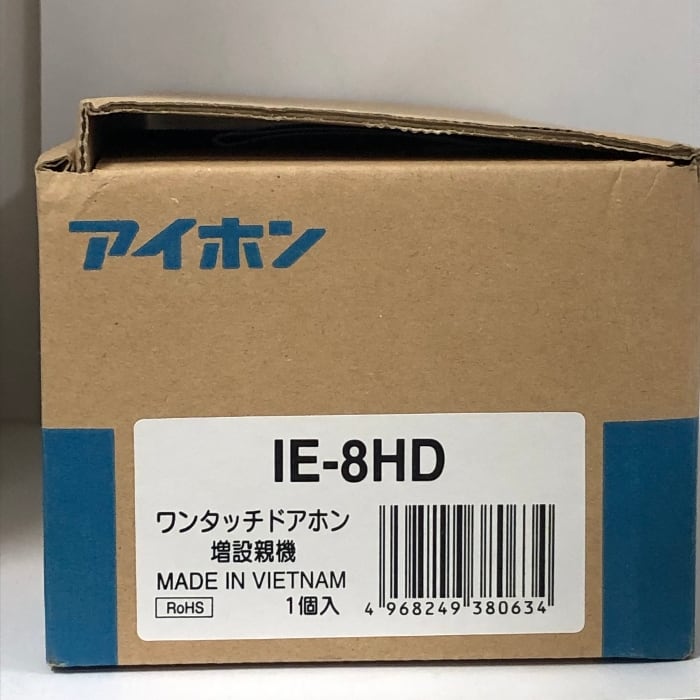 アイホン
IE-8HD
ワンタッチドアホン
増設親機
MADE IN VIETNAM
RoHS 1個入
4 968249 380634